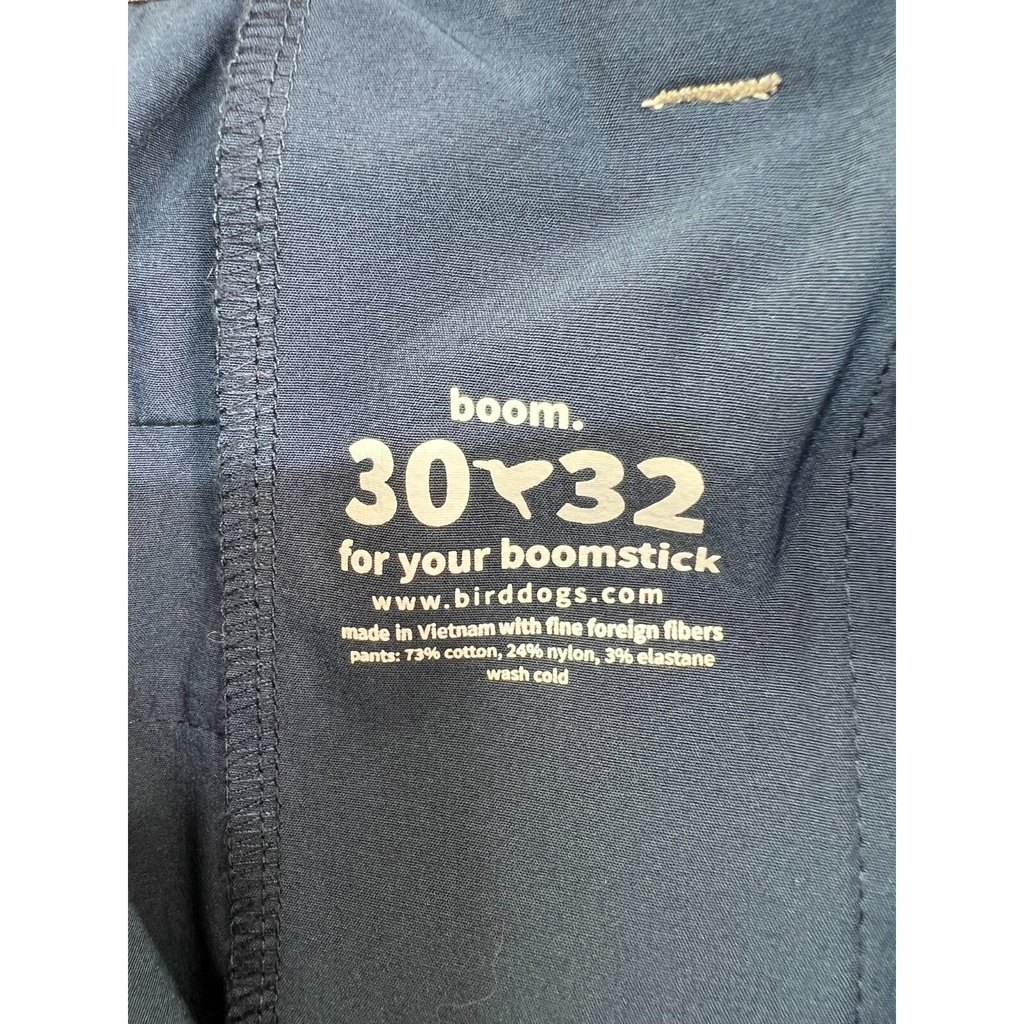 boom.
30 32
for your boomstick
www.birddogs.com
made in Vietnam with fine foreign fibers
pants: 73% cotton, 24% nylon, 3% elastane
wash cold